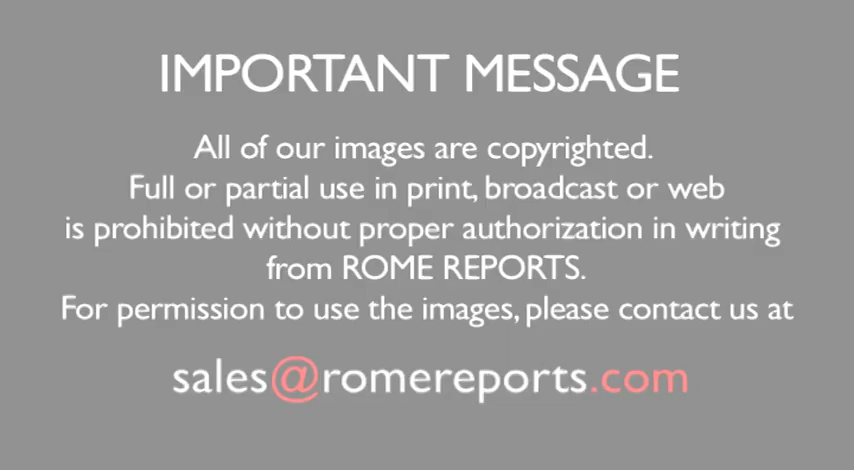 IMPORTANT MESSAGE
All of our images are copyrighted.
Full or partial use in print, broadcast or web
is prohibited without proper authorization in writing
from ROME REPORTS.
For permission to use the images, please contact us at
sales@romereports.com